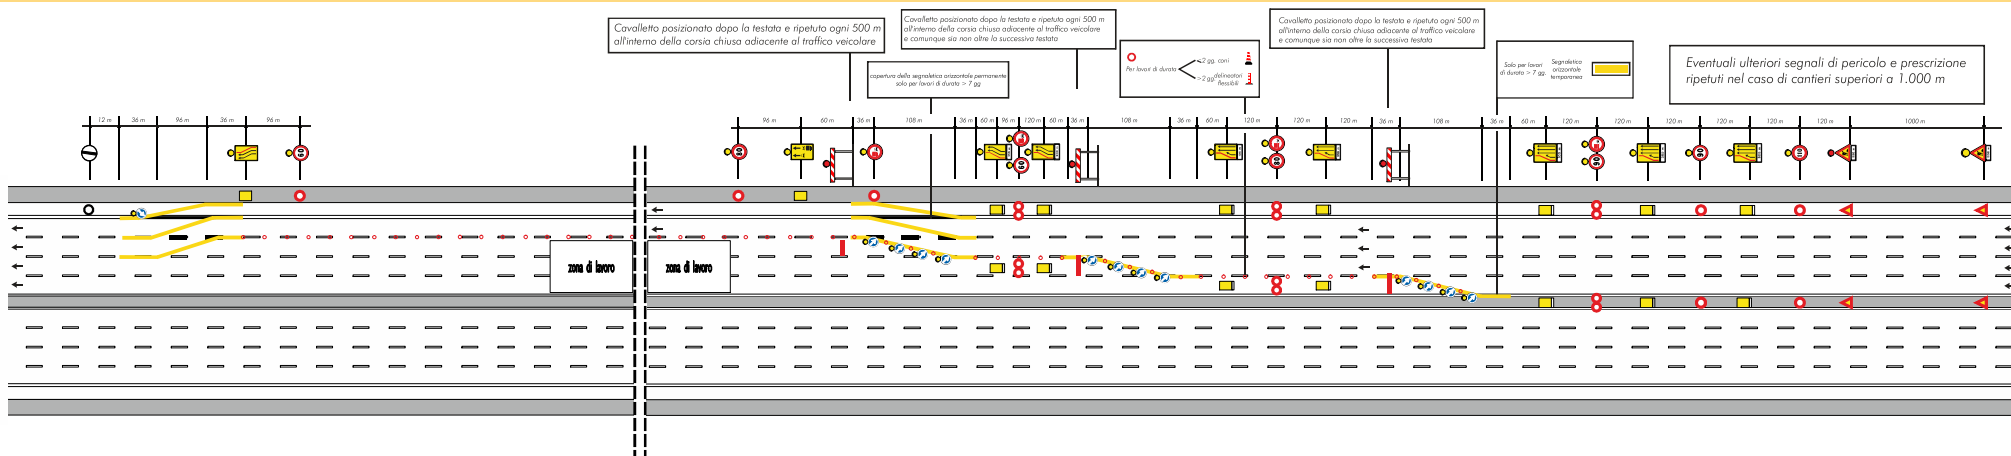 Cavalletto posizionato dopo la testata e ripetuto ogni 500 m
all'interno della corsia chiusa adiacente al traffico veicolare
Cavalletto posizionato dopo la testata e ripetuto ogni 500 m
all'interno della corsia chiusa adiacente al traffico veicolare
e comunque sia non oltre la successiva testata
Cavalletto posizionato dopo la testata e ripetuto ogni 500 m
all'interno della corsia chiusa adiacente al traffico veicolare
e comunque sia non oltre la successiva testata
copertura della segnaletica orizzontale permanente
solo per lavori di durata > 7 gg
Per lavori di durata
<2 gg. coni
>2 gg. delineatori
flessibili
Solo per lavori
di durata > 7 gg.
Segnaletica
orizzontale
temporanea
Eventuali ulteriori segnali di pericolo e prescrizione
ripetuti nel caso di cantieri superiori a 1.000 m
12 m 36 m 96 m 36 m 96 m
96 m 60 m 36 m 108 m 36 m 60 m 96 m 120 m 60 m 36 m 108 m 36 m 60 m 120 m 120 m 120 m 36 m 108 m 36 m 60 m 120 m 120 m 120 m 120 m 120 m 120 m 1000 m
60
80
60
80
90
90
110
zona di lavoro
zona di lavoro